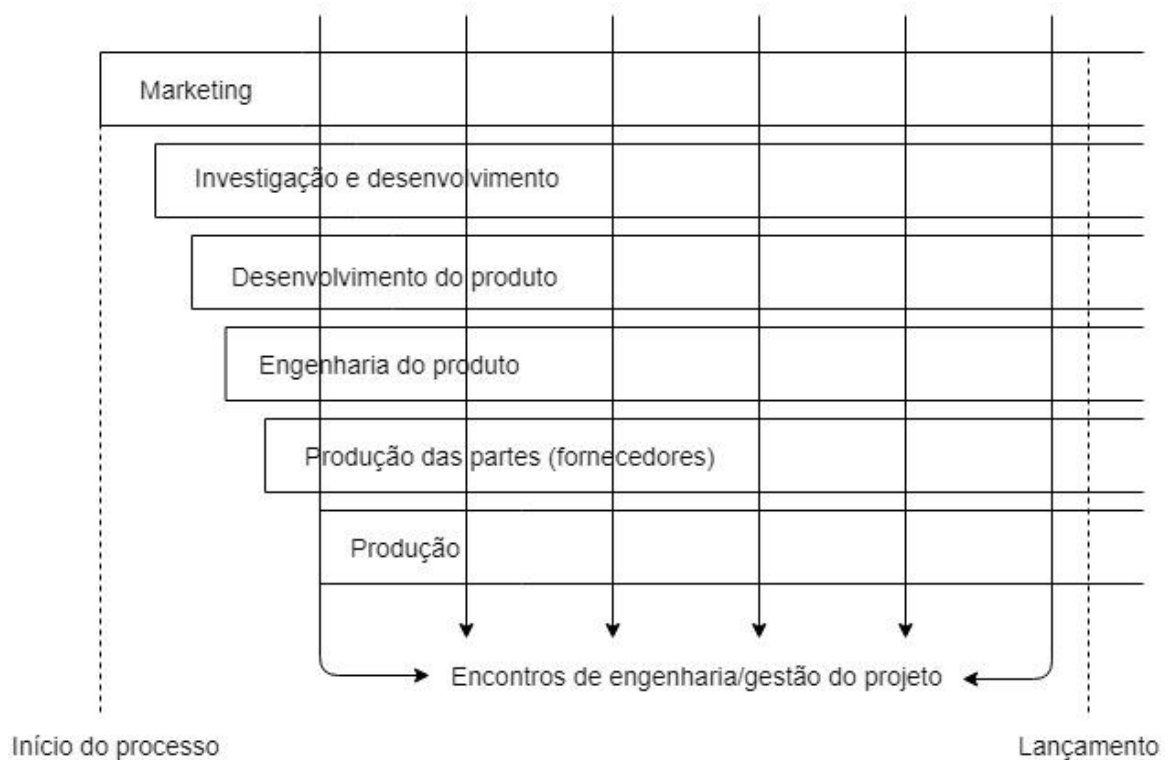 Marketing
Investigação e desenvolvimento
Desenvolvimento do produto
Engenharia do produto
Produção das partes (fornecedores)
Produção
Encontros de engenharia/gestão do projeto
Início do processo
Lançamento